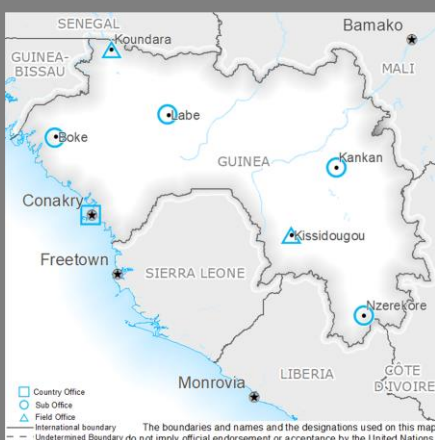 SENEGAL
Koundara
Bamako
GUINEA-
BISSAU
MALI
Labe
Boke
GUINEA
Kankan
Conakry
Kissidougou
Freetown
SIERRA LEONE
Nzerekore
LIBERIA
CÔTE
D'IVOIRE
Monrovia
Country Office
Sub Office
Field Office
International boundary
Undetermined Boundary
The boundaries and names and the designations used on this map
do not imply official endorsement or acceptance by the United Nations